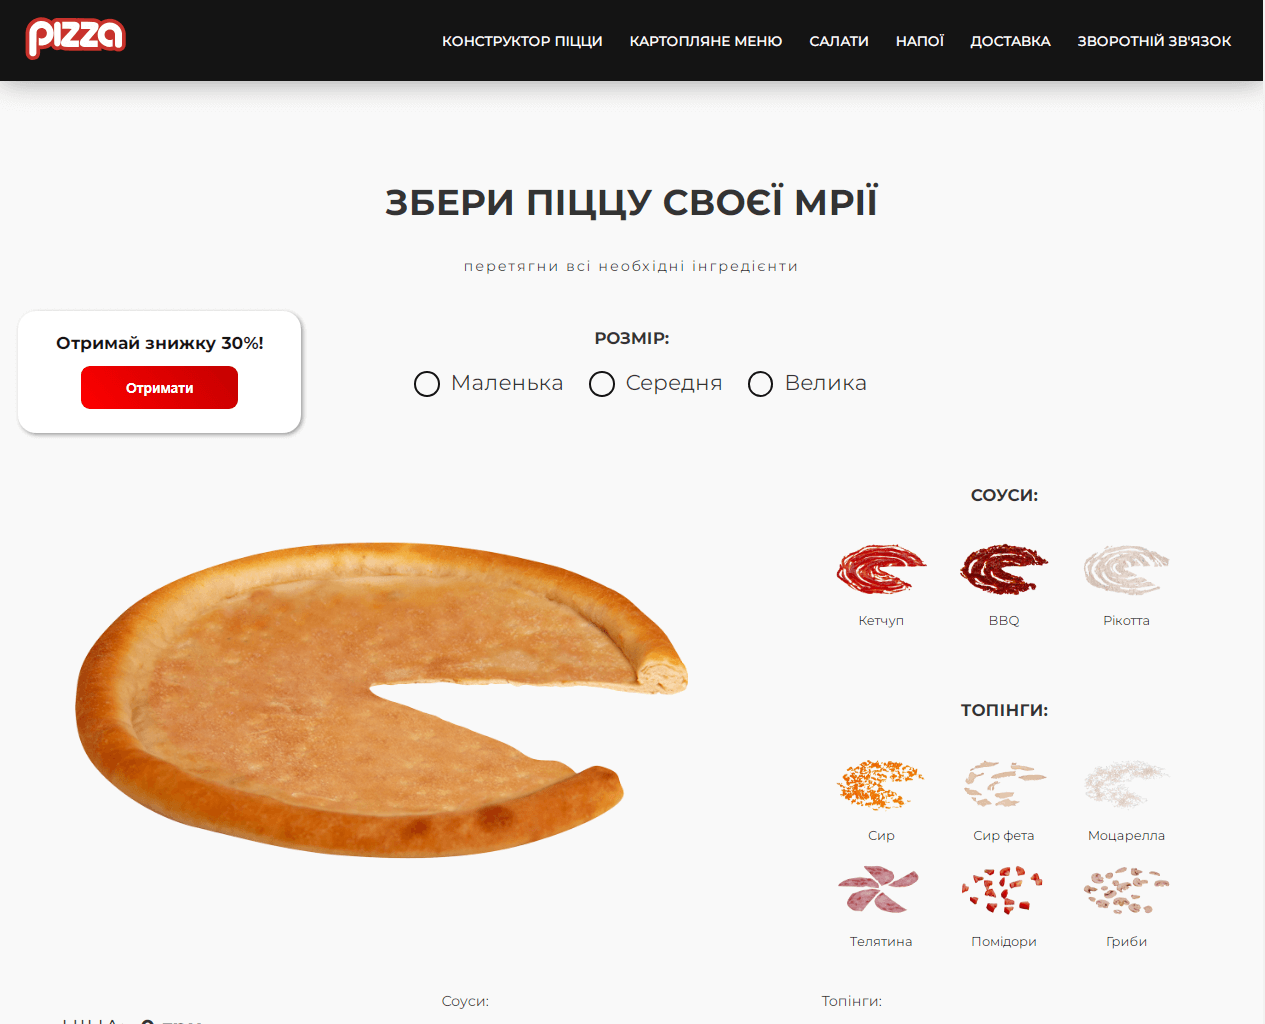 pizza
КОНСТРУКТОР ПІЦЦИ КАРТОПЛЯНЕ МЕНЮ САЛАТИ НАПОЇ ДОСТАВКА ЗВОРОТНІЙ ЗВ'ЯЗОК
ЗБЕРИ ПІЦЦУ СВОЄЇ МРІЇ
перетягни всі необхідні інгредієнти
Отримай знижку 30%!
Отримати
РОЗМІР:
Маленька Середня Велика
СОУСИ:
Кетчуп BBQ Рікотта
ТОПІНГИ:
Сир Сир фета Моцарелла
Телятина Помідори Гриби
Соуси: Топінги: